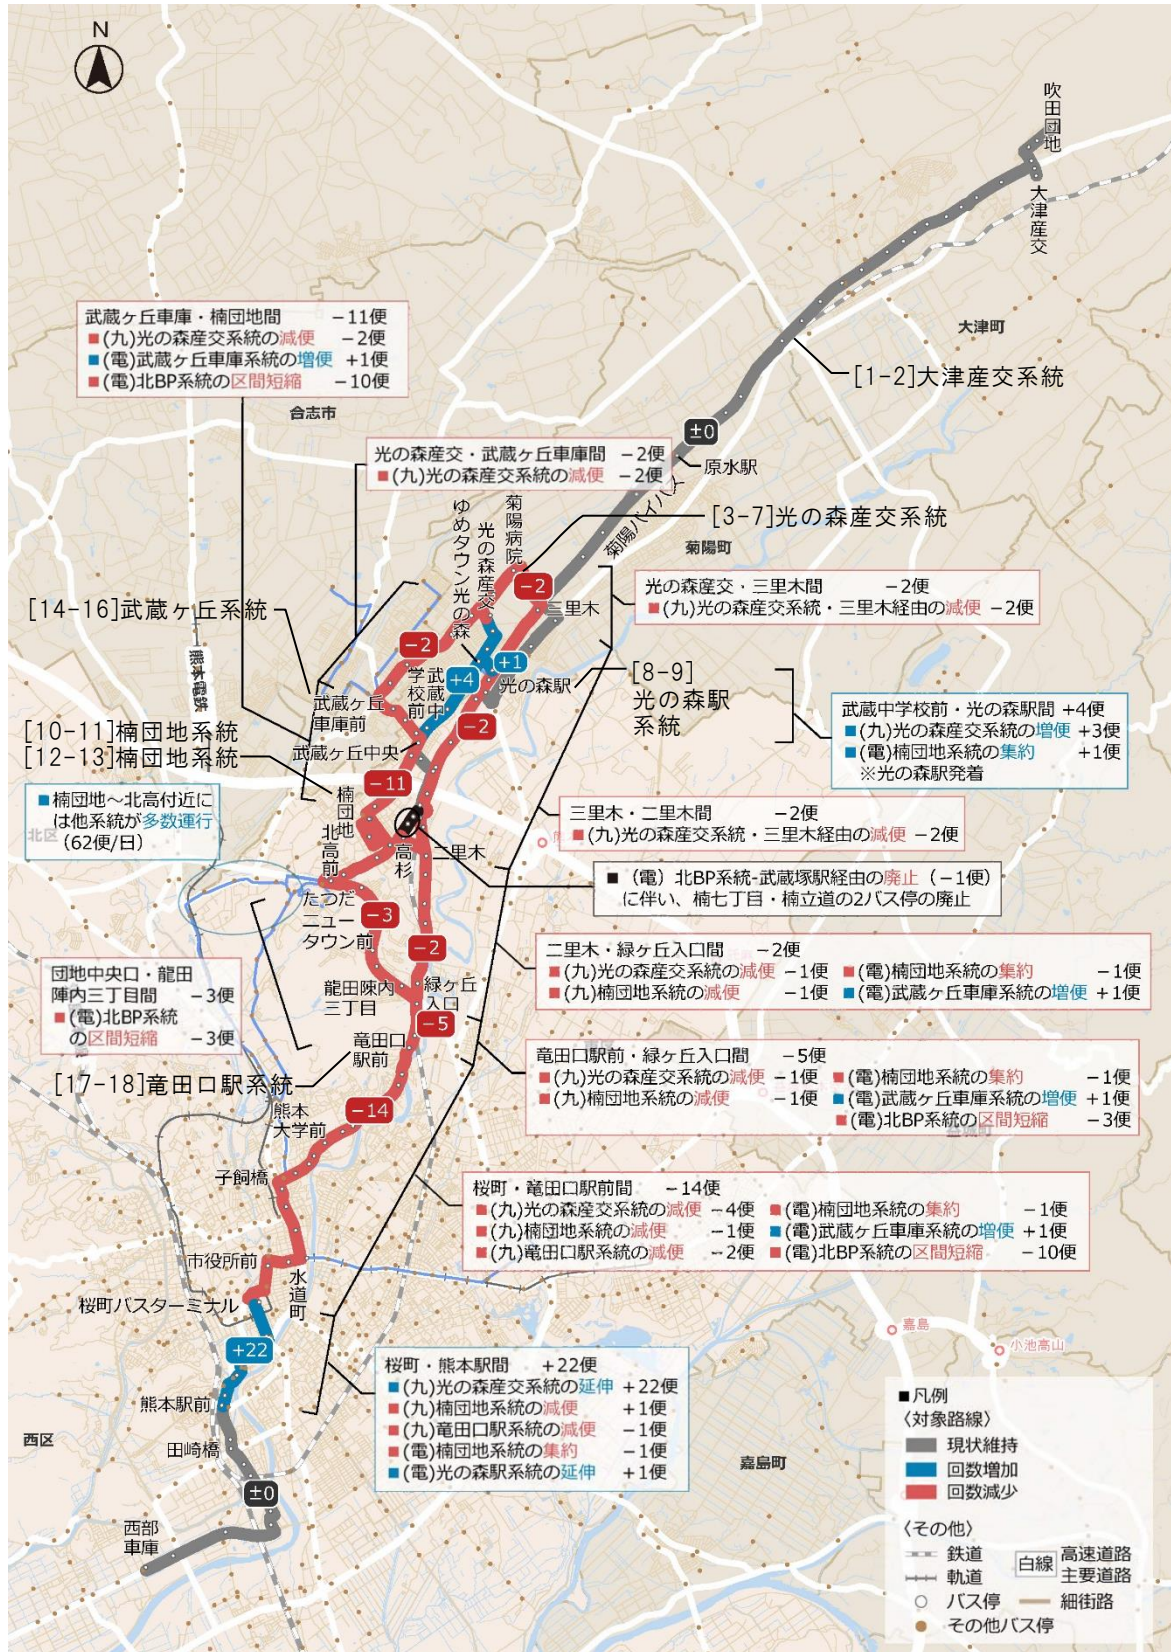 N
吹田団地
大津産交
大津町
[1-2]大津産交系統
武蔵ヶ丘車庫・楠団地間 －11便
■(九)光の森産交系統の減便 －2便
■(電)武蔵ヶ丘車庫系統の増便 +1便
■(電)北BP系統の区間短縮 －10便
合志市
±0
原水駅
光の森産交・武蔵ヶ丘車庫間 －2便
■(九)光の森産交系統の減便 －2便
菊陽バイパス
菊陽病院
光の森産交
ゆめタウン光の森
[3-7]光の森産交系統
菊陽町
-2
三里木
光の森産交・三里木間 －2便
■(九)光の森産交系統・三里木経由の減便 －2便
[14-16]武蔵ヶ丘系統
熊本電鉄
-2
+1
+4
光の森駅
武蔵中学校前
[8-9]
光の森駅
系統
武蔵ヶ丘
車庫前
-2
武蔵中学校前・光の森駅間 +4便
■(九)光の森産交系統の増便 +3便
■(電)楠団地系統の集約 +1便
※光の森駅発着
[10-11]楠団地系統
[12-13]楠団地系統
武蔵ヶ丘中央
-11
■楠団地～北高付近に
は他系統が多数運行
（62便/日）
北区
楠団地
北高前
高杉
二里木
三里木・二里木間 －2便
■(九)光の森産交系統・三里木経由の減便 －2便
■（電）北BP系統-武蔵塚駅経由の廃止（－1便）
に伴い、楠七丁目・楠立道の2バス停の廃止
たつだ
ニュー
タウン前
-3
-2
二里木・緑ヶ丘入口間 －2便
■(九)光の森産交系統の減便 －1便 ■(電)楠団地系統の集約 －1便
■(九)楠団地系統の減便 －1便 ■(電)武蔵ヶ丘車庫系統の増便 +1便
団地中央口・龍田
陣内三丁目間 －3便
■(電)北BP系統
の区間短縮 －3便
龍田陳内
三丁目
緑ヶ丘
入口
-5
竜田口
駅前
[17-18]竜田口駅系統
竜田口駅前・緑ヶ丘入口間 －5便
■(九)光の森産交系統の減便 －1便 ■(電)楠団地系統の集約 －1便
■(九)楠団地系統の減便 －1便 ■(電)武蔵ヶ丘車庫系統の増便 +1便
■(電)北BP系統の区間短縮 －3便
益城町
-14
熊本
大学前
子飼橋
桜町・竜田口駅前間 －14便
■(九)光の森産交系統の減便 －4便 ■(電)楠団地系統の集約 －1便
■(九)楠団地系統の減便 －1便 ■(電)武蔵ヶ丘車庫系統の増便 +1便
■(九)竜田口駅系統の減便 －2便 ■(電)北BP系統の区間短縮 －10便
市役所前
水道町
桜町バスターミナル
+22
嘉島
小池高山
桜町・熊本駅間 +22便
■(九)光の森産交系統の延伸 +22便
■(九)楠団地系統の減便 +1便
■(九)竜田口駅系統の減便 －1便
■(電)楠団地系統の集約 －1便
■(電)光の森駅系統の延伸 +1便
熊本駅前
西区
田崎橋
嘉島町
±0
西部
車庫
■凡例
〈対象路線〉
現状維持
回数増加
回数減少
〈その他〉
鉄道
軌道
バス停
その他バス停
白線
高速道路
主要道路
細街路